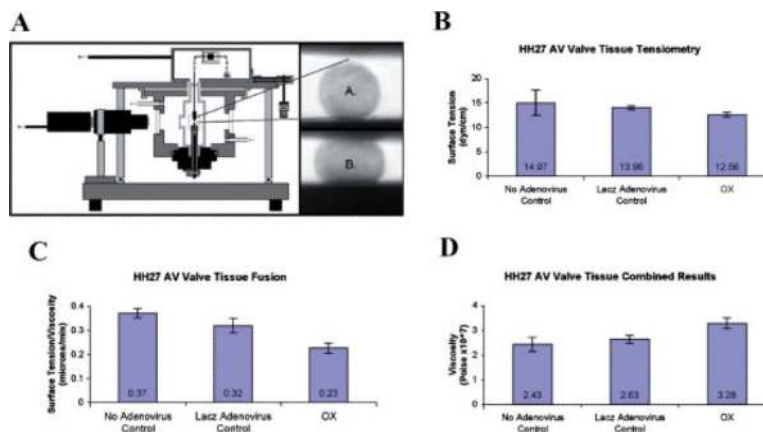 A
A.
B.
B
HH27 AV Valve Tissue Tensiometry
Surface Tension
(dyn/cm)
20
15
10
5
0
14.97
13.96
12.56
No Adenovirus
Control
Lacz Adenovirus
Control
OX
C
HH27 AV Valve Tissue Fusion
Surface Tension/Viscosity
(microns/min)
0.4
0.3
0.2
0.1
0
0.37
0.32
0.23
No Adenovirus
Control
Lacz Adenovirus
Control
OX
D
HH27 AV Valve Tissue Combined Results
Viscosity
(Poise x10^7)
4
3
2
1
0
2.43
2.63
3.28
No Adenovirus
Control
Lacz Adenovirus
Control
OX